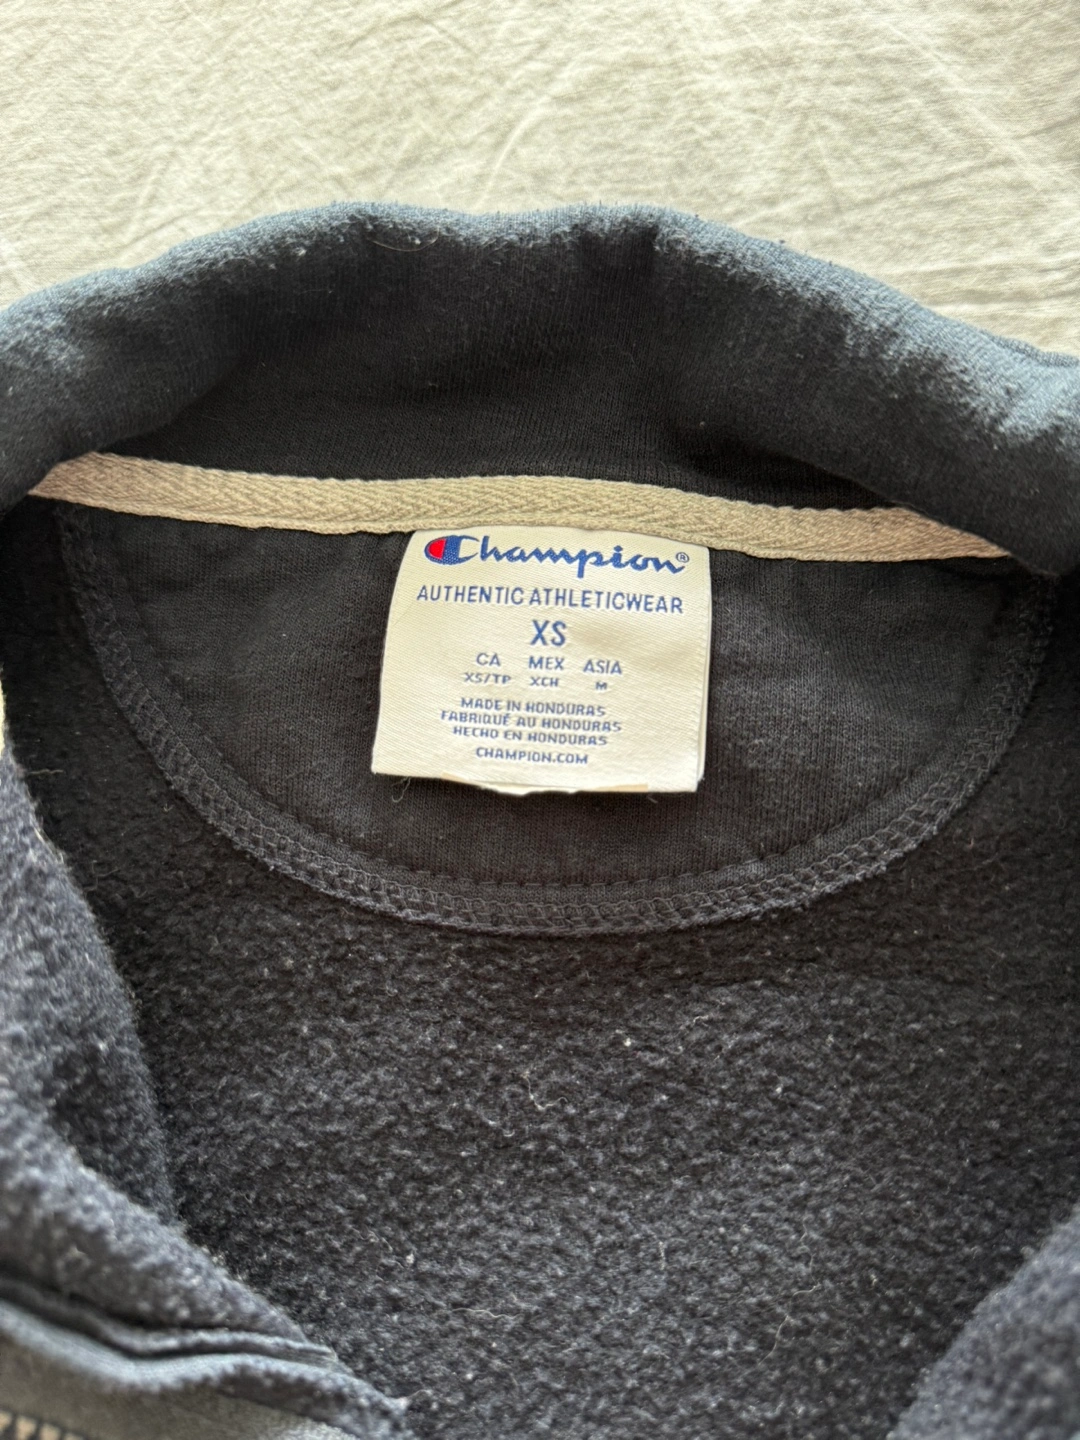 Champion®
AUTHENTIC ATHLETICWEAR
XS
CA MEX ASIA
XS/TP XCH M
MADE IN HONDURAS
FABRIQUÉ AU HONDURAS
HECHO EN HONDURAS
CHAMPION.COM